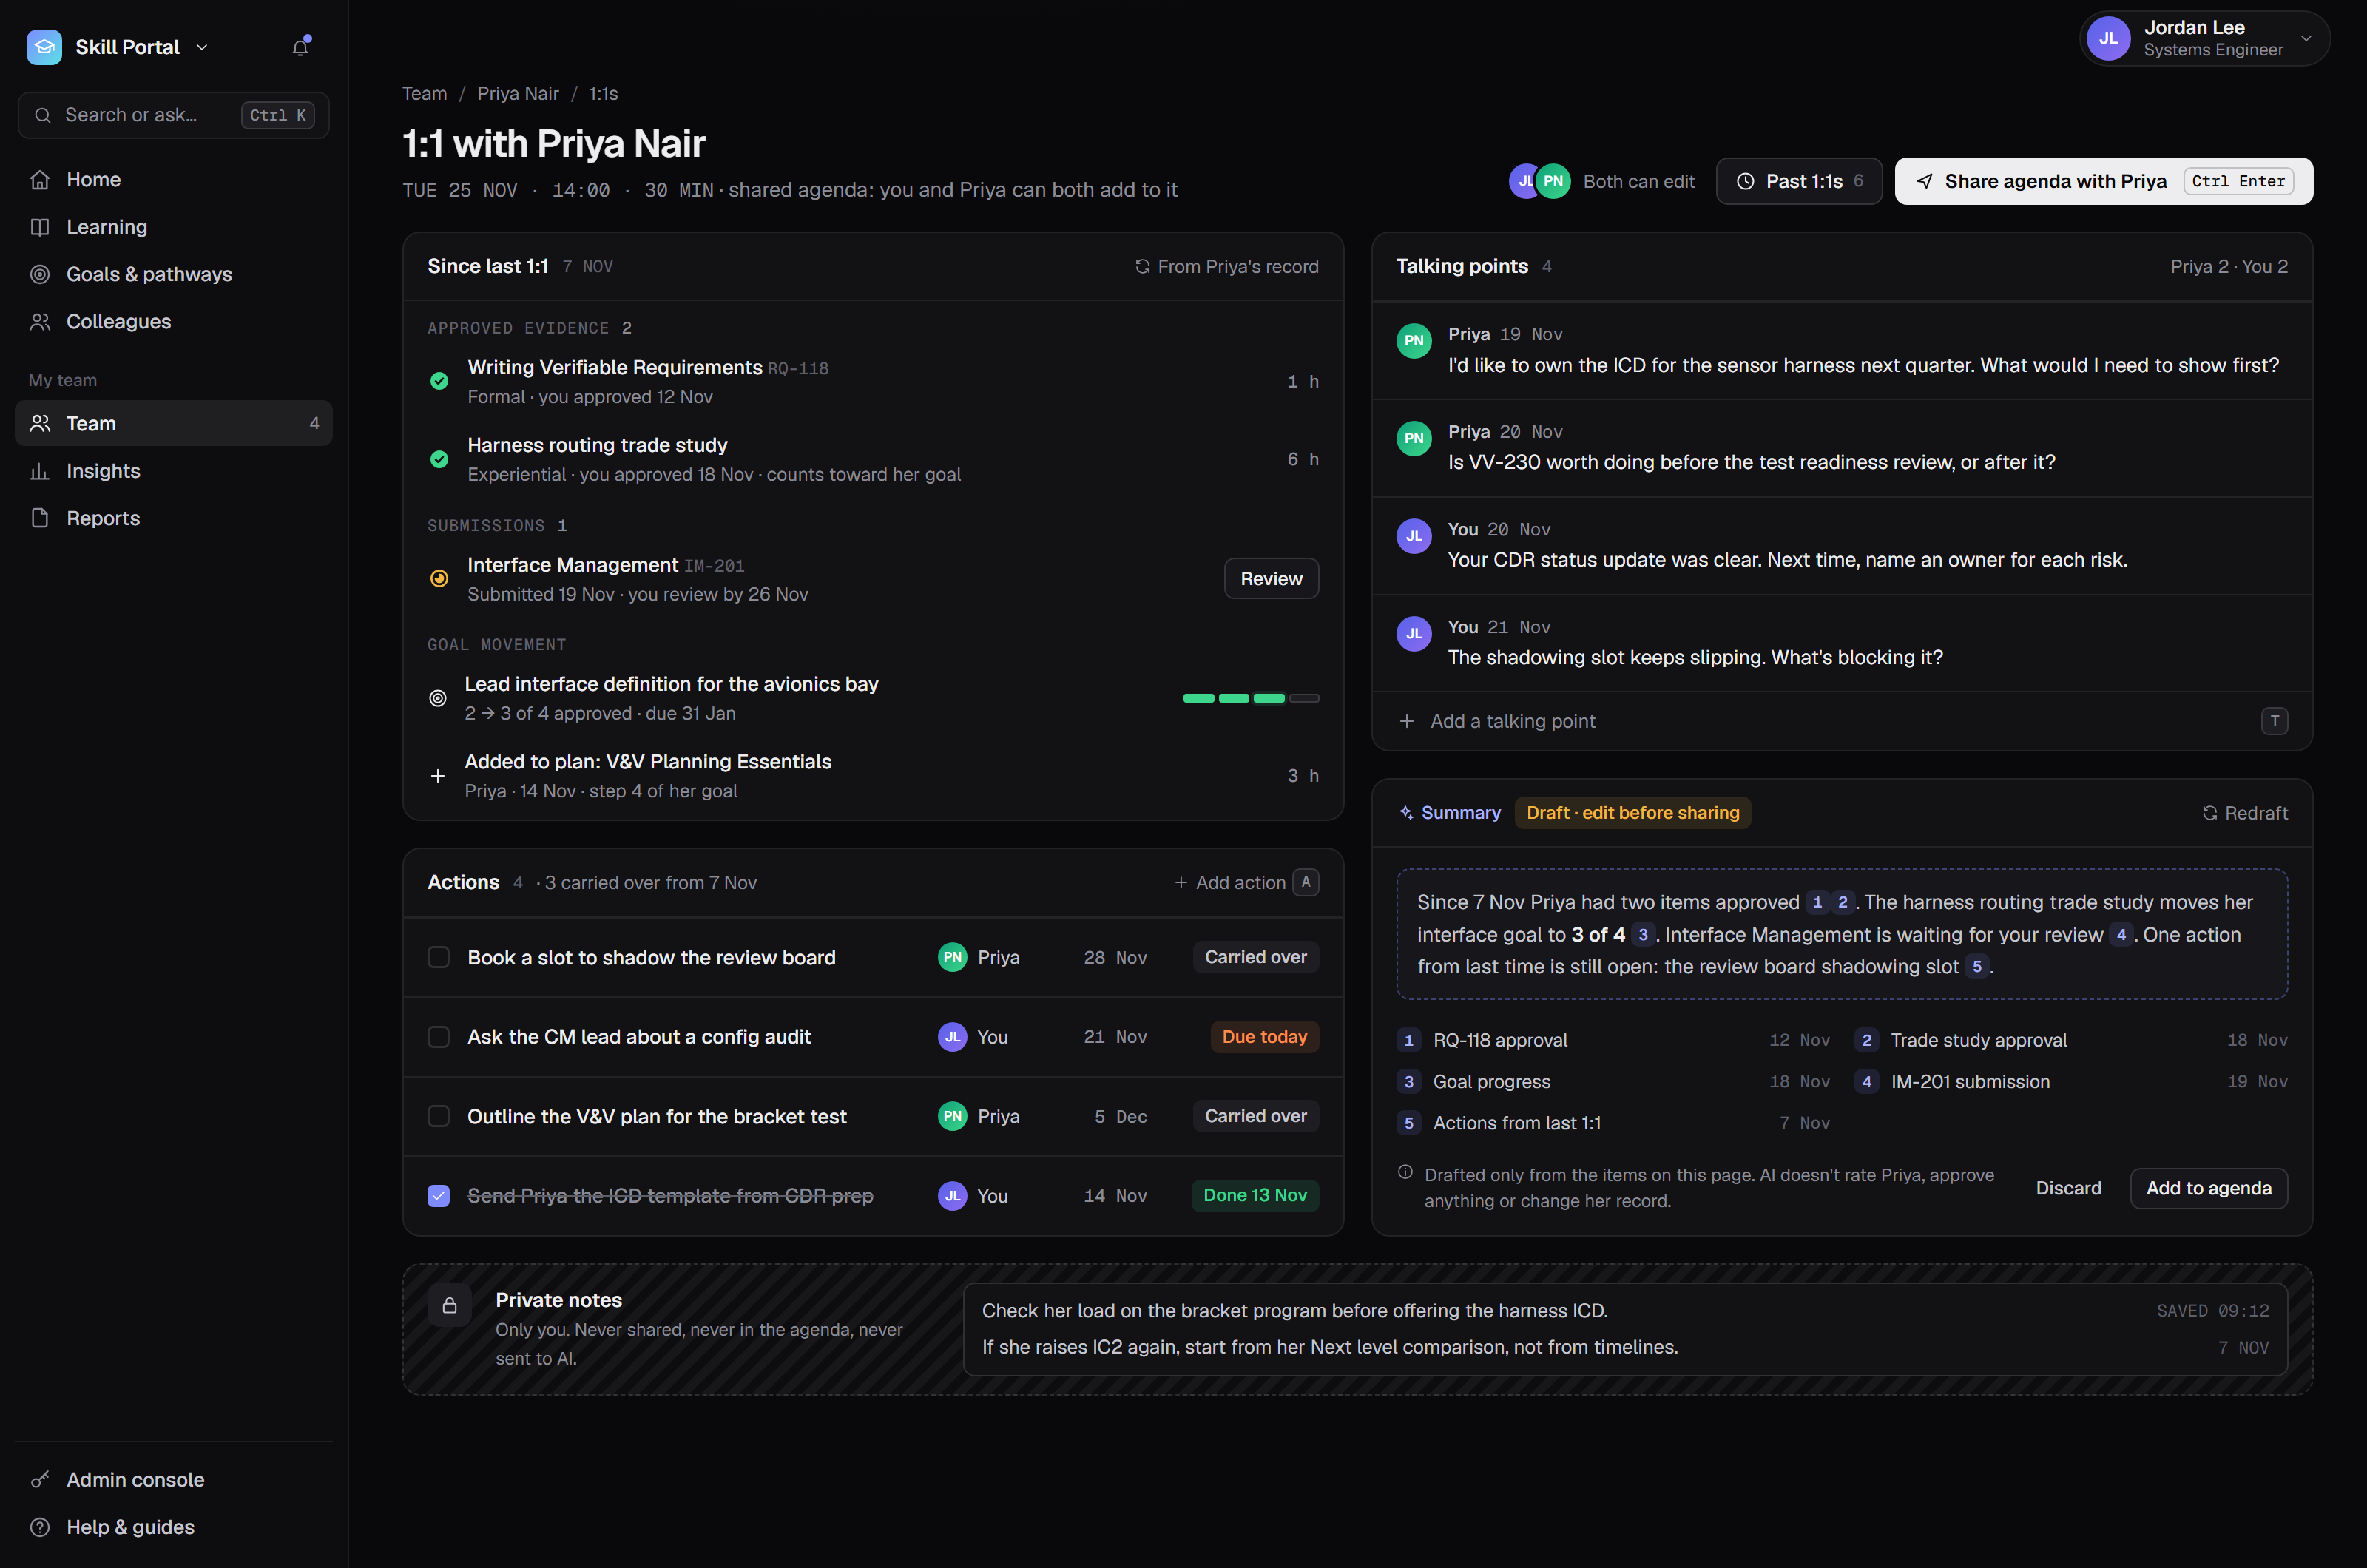 Skill Portal
Search or ask...
Ctrl K
Home
Learning
Goals & pathways
Colleagues
My team
Team 4
Insights
Reports
Admin console
Help & guides
JL
Jordan Lee
Systems Engineer
Team / Priya Nair / 1:1s
1:1 with Priya Nair
TUE 25 NOV · 14:00 · 30 MIN · shared agenda: you and Priya can both add to it
JL PN Both can edit
Past 1:1s 6
Share agenda with Priya Ctrl Enter
Since last 1:1 7 NOV
From Priya's record
APPROVED EVIDENCE 2
Writing Verifiable Requirements RQ-118
Formal · you approved 12 Nov
1 h
Harness routing trade study
Experiential · you approved 18 Nov · counts toward her goal
6 h
SUBMISSIONS 1
Interface Management IM-201
Submitted 19 Nov · you review by 26 Nov
Review
GOAL MOVEMENT
Lead interface definition for the avionics bay
2 → 3 of 4 approved · due 31 Jan
Added to plan: V&V Planning Essentials
Priya · 14 Nov · step 4 of her goal
3 h
Actions 4 · 3 carried over from 7 Nov
Add action A
Book a slot to shadow the review board PN Priya 28 Nov Carried over
Ask the CM lead about a config audit JL You 21 Nov Due today
Outline the V&V plan for the bracket test PN Priya 5 Dec Carried over
Send Priya the ICD template from CDR prep JL You 14 Nov Done 13 Nov
Talking points 4
Priya 2 · You 2
PN
Priya 19 Nov
I'd like to own the ICD for the sensor harness next quarter. What would I need to show first?
PN
Priya 20 Nov
Is VV-230 worth doing before the test readiness review, or after it?
JL
You 20 Nov
Your CDR status update was clear. Next time, name an owner for each risk.
JL
You 21 Nov
The shadowing slot keeps slipping. What's blocking it?
Add a talking point T
Summary
Draft · edit before sharing
Redraft
Since 7 Nov Priya had two items approved 1 2. The harness routing trade study moves her
interface goal to 3 of 4 3. Interface Management is waiting for your review 4. One action
from last time is still open: the review board shadowing slot 5.
1 RQ-118 approval 12 Nov 2 Trade study approval 18 Nov
3 Goal progress 18 Nov 4 IM-201 submission 19 Nov
5 Actions from last 1:1 7 Nov
Drafted only from the items on this page. AI doesn't rate Priya, approve
anything or change her record.
Discard
Add to agenda
Private notes
Only you. Never shared, never in the agenda, never
sent to AI.
Check her load on the bracket program before offering the harness ICD. SAVED 09:12
If she raises IC2 again, start from her Next level comparison, not from timelines. 7 NOV